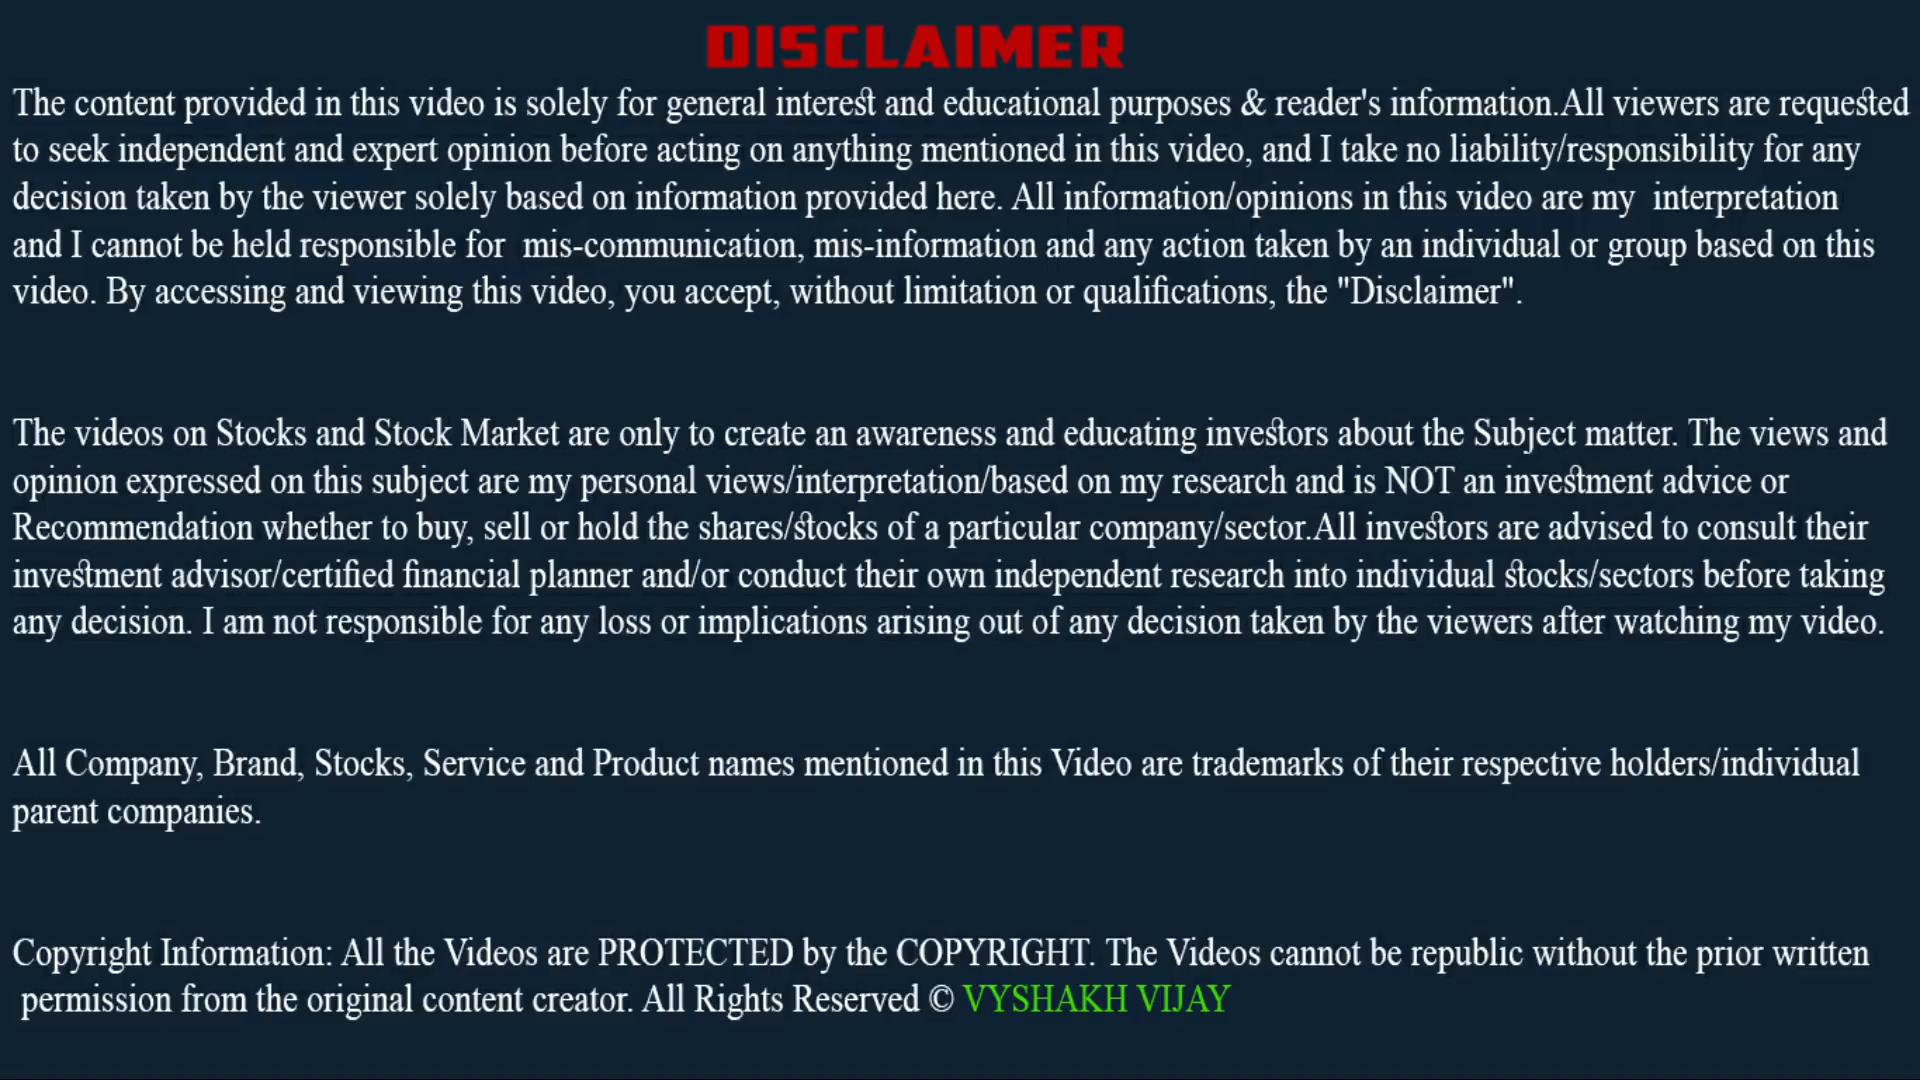 DISCLAIMER
The content provided in this video is solely for general interest and educational purposes & reader's information.All viewers are requested
to seek independent and expert opinion before acting on anything mentioned in this video, and I take no liability/responsibility for any
decision taken by the viewer solely based on information provided here. All information/opinions in this video are my  interpretation
and I cannot be held responsible for  mis-communication, mis-information and any action taken by an individual or group based on this
video. By accessing and viewing this video, you accept, without limitation or qualifications, the "Disclaimer".
The videos on Stocks and Stock Market are only to create an awareness and educating investors about the Subject matter. The views and
opinion expressed on this subject are my personal views/interpretation/based on my research and is NOT an investment advice or
Recommendation whether to buy, sell or hold the shares/stocks of a particular company/sector.All investors are advised to consult their
investment advisor/certified financial planner and/or conduct their own independent research into individual stocks/sectors before taking
any decision. I am not responsible for any loss or implications arising out of any decision taken by the viewers after watching my video.
All Company, Brand, Stocks, Service and Product names mentioned in this Video are trademarks of their respective holders/individual
parent companies.
Copyright Information: All the Videos are PROTECTED by the COPYRIGHT. The Videos cannot be republic without the prior written
permission from the original content creator. All Rights Reserved © VYSHAKH VIJAY